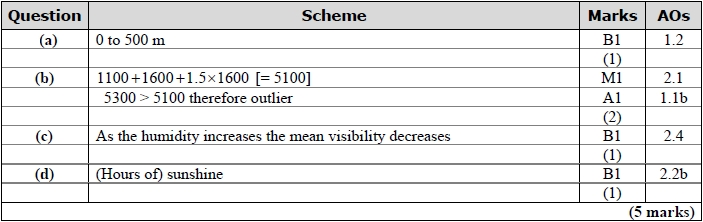 Question Scheme Marks AOs
(a) 0 to 500 m B1 1.2
(1)
(b) 1100+1600+1.5×1600 [= 5100] M1 2.1
5300 > 5100 therefore outlier A1 1.1b
(2)
(c) As the humidity increases the mean visibility decreases B1 2.4
(1)
(d) (Hours of) sunshine B1 2.2b
(1)
(5 marks)